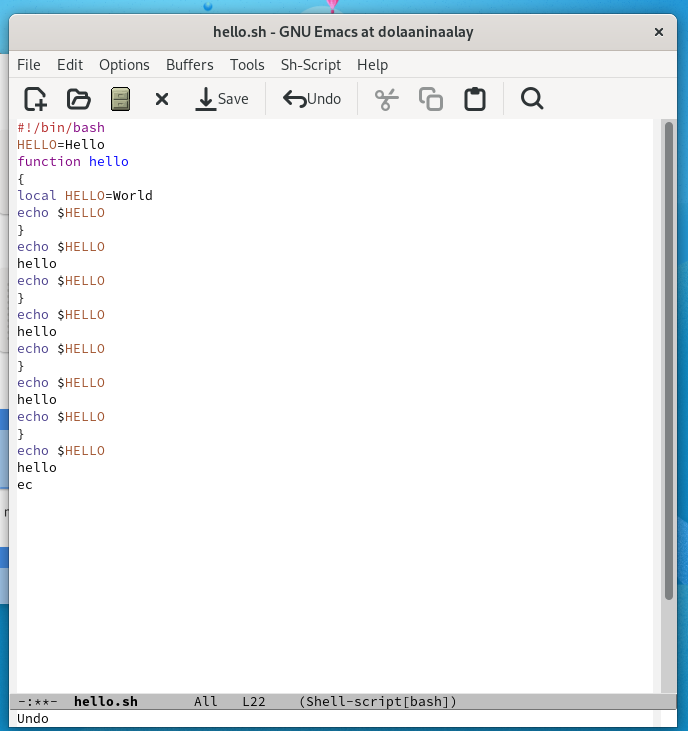 hello.sh - GNU Emacs at dolaaninaalay
File Edit Options Buffers Tools Sh-Script Help
Save Undo
#!/bin/bash
HELLO=Hello
function hello
{
local HELLO=World
echo $HELLO
}
echo $HELLO
hello
echo $HELLO
}
echo $HELLO
hello
echo $HELLO
}
echo $HELLO
hello
echo $HELLO
}
echo $HELLO
hello
ec
-:**- hello.sh All L22 (Shell-script[bash])
Undo